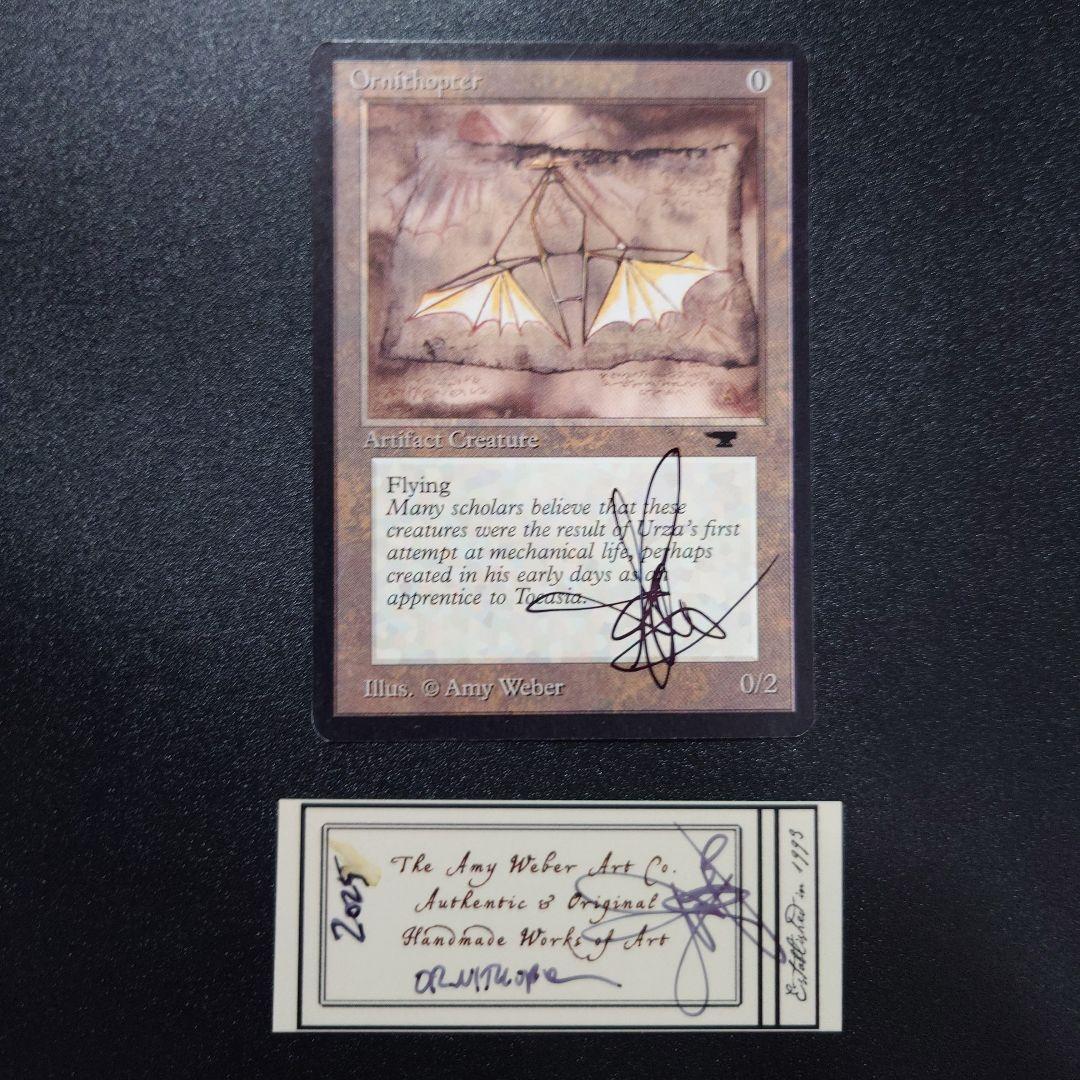 Ornithopter 0
Artifact Creature
Flying
Many scholars believe that these
creatures were the result of Urza's first
attempt at mechanical life, perhaps
created in his early days as an
apprentice to Tocasia.
Illus. © Amy Weber 0/2
2025
The Amy Weber Art Co.
Authentic & Original
Handmade Works of Art
ORNITHOPTER
Established in 1993